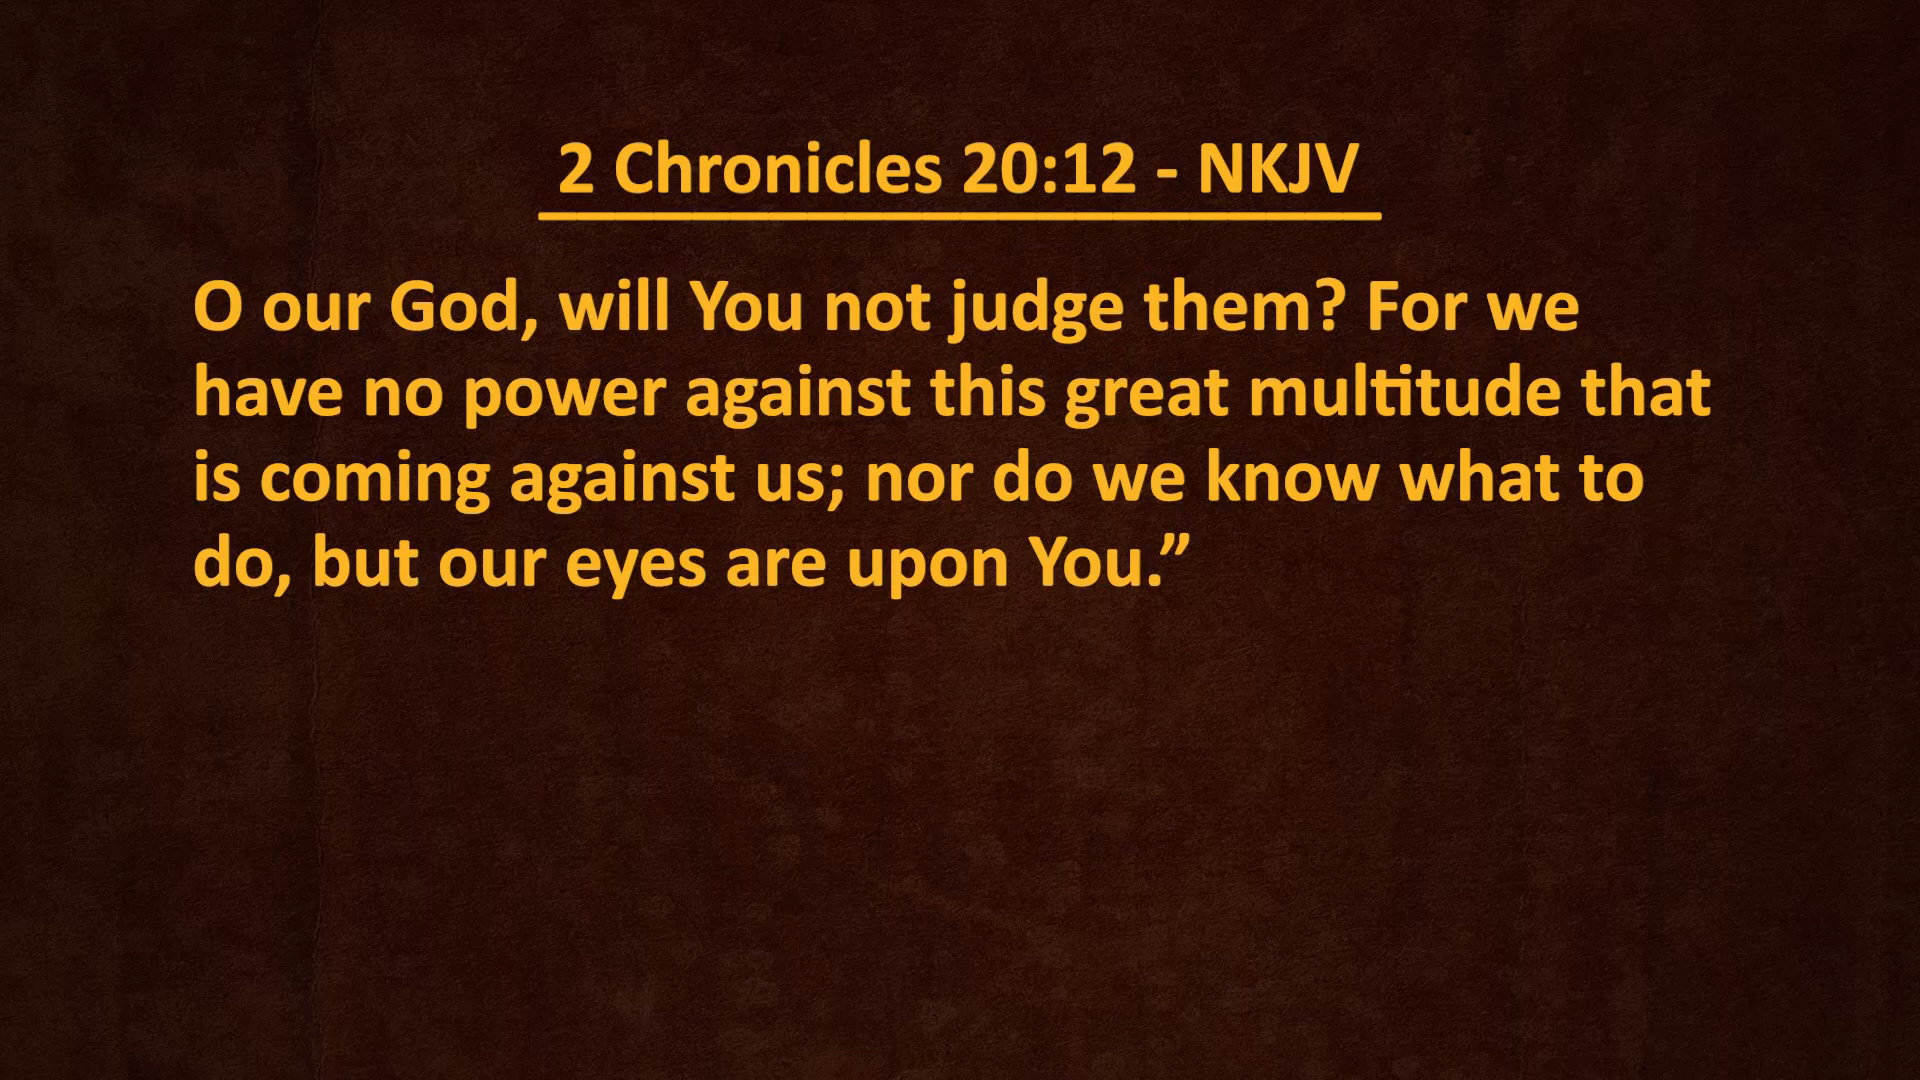 2 Chronicles 20:12 - NKJV
O our God, will You not judge them? For we
have no power against this great multitude that
is coming against us; nor do we know what to
do, but our eyes are upon You.”